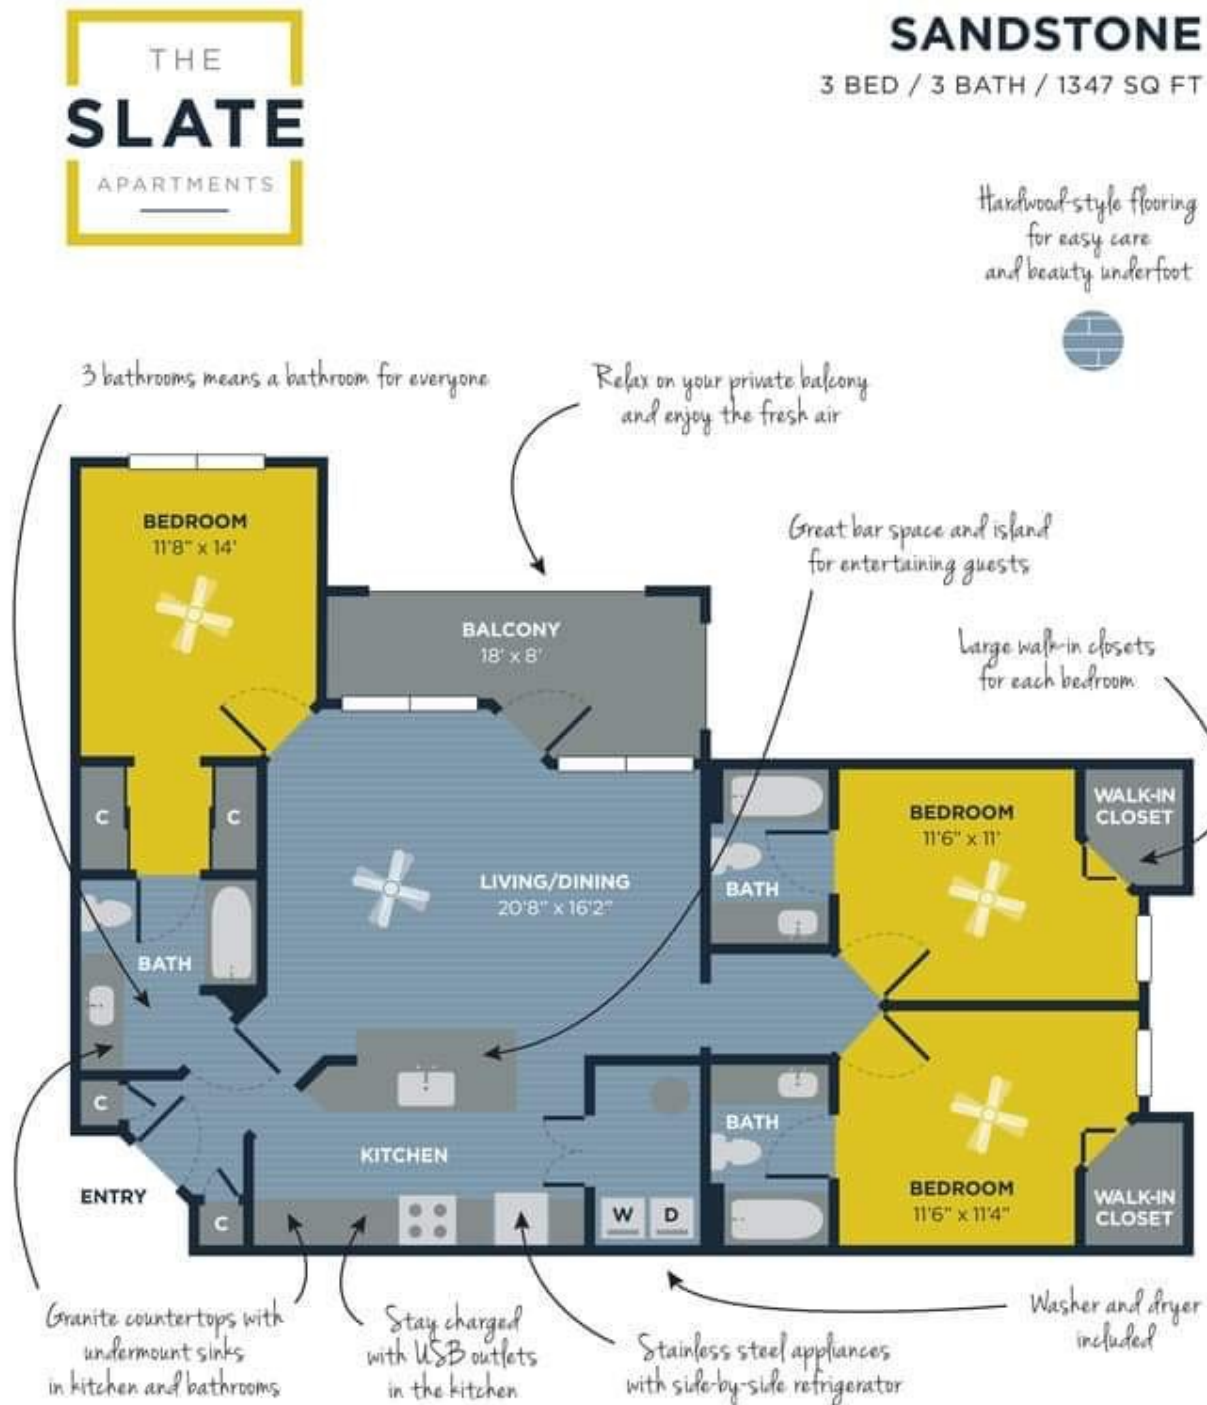 THE
SLATE
APARTMENTS
SANDSTONE
3 BED / 3 BATH / 1347 SQ FT
Hardwood-style flooring
for easy care
and beauty underfoot
3 bathrooms means a bathroom for everyone
Relax on your private balcony
and enjoy the fresh air
Great bar space and island
for entertaining guests
Large walk-in closets
for each bedroom
BEDROOM
11'8" x 14'
BALCONY
18' x 8'
C
C
BATH
LIVING/DINING
20'8" x 16'2"
BATH
BEDROOM
11'6" x 11'
WALK-IN
CLOSET
C
ENTRY
C
KITCHEN
W
D
BATH
BEDROOM
11'6" x 11'4"
WALK-IN
CLOSET
Granite countertops with
undermount sinks
in kitchen and bathrooms
Stay charged
with USB outlets
in the kitchen
Stainless steel appliances
with side-by-side refrigerator
Washer and dryer
included